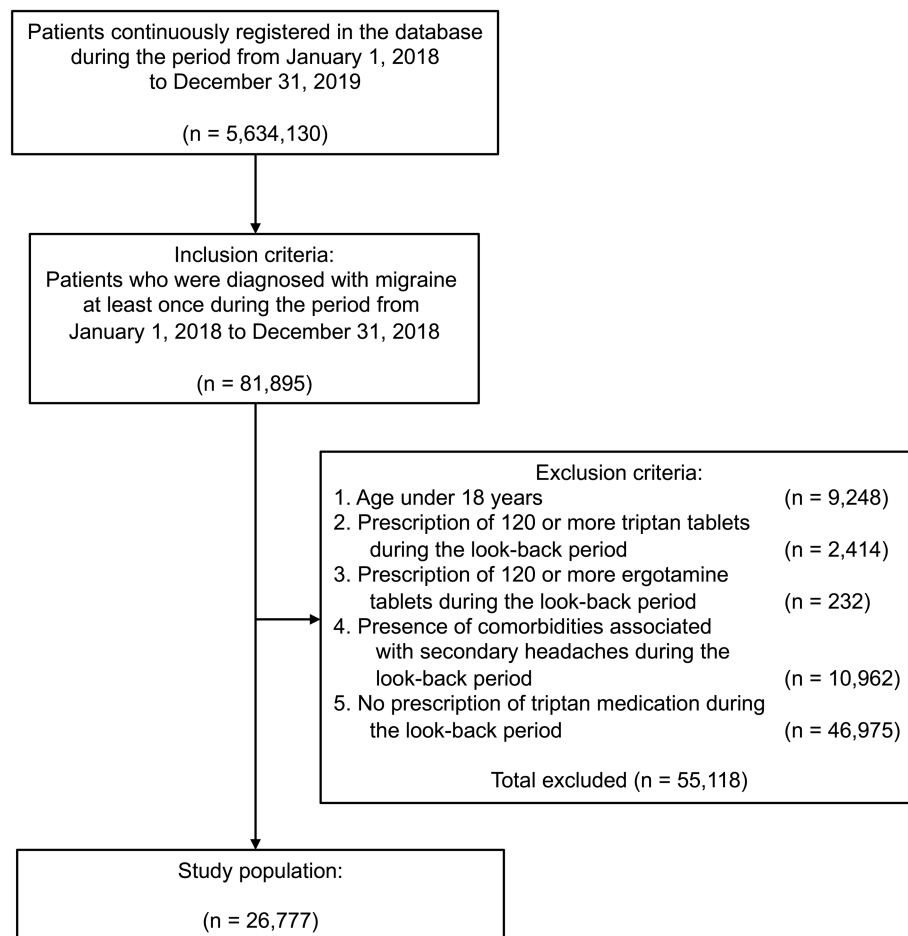 Patients continuously registered in the database
during the period from January 1, 2018
to December 31, 2019
(n = 5,634,130)
Inclusion criteria:
Patients who were diagnosed with migraine
at least once during the period from
January 1, 2018 to December 31, 2018
(n = 81,895)
Exclusion criteria:
1. Age under 18 years (n = 9,248)
2. Prescription of 120 or more triptan tablets
during the look-back period (n = 2,414)
3. Prescription of 120 or more ergotamine
tablets during the look-back period (n = 232)
4. Presence of comorbidities associated
with secondary headaches during the
look-back period (n = 10,962)
5. No prescription of triptan medication during
the look-back period (n = 46,975)
Total excluded (n = 55,118)
Study population:
(n = 26,777)